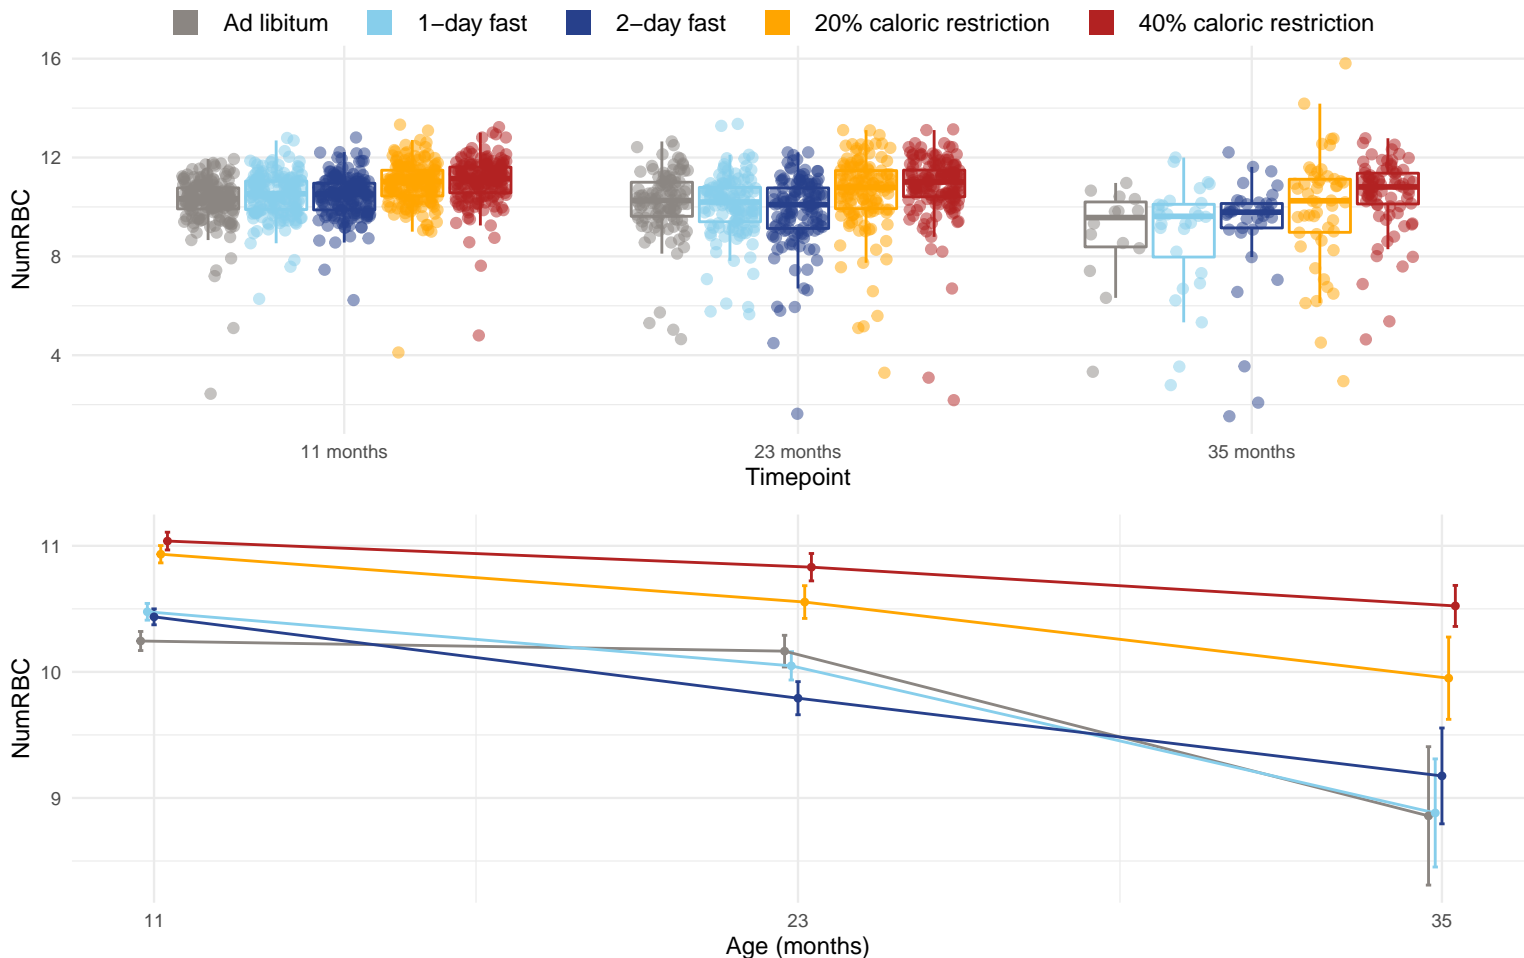 Ad libitum 1−day fast 2−day fast 20% caloric restriction 40% caloric restriction
16
12
8
4
NumRBC
11 months 23 months 35 months
Timepoint
11
10
9
NumRBC
11 23 35
Age (months)